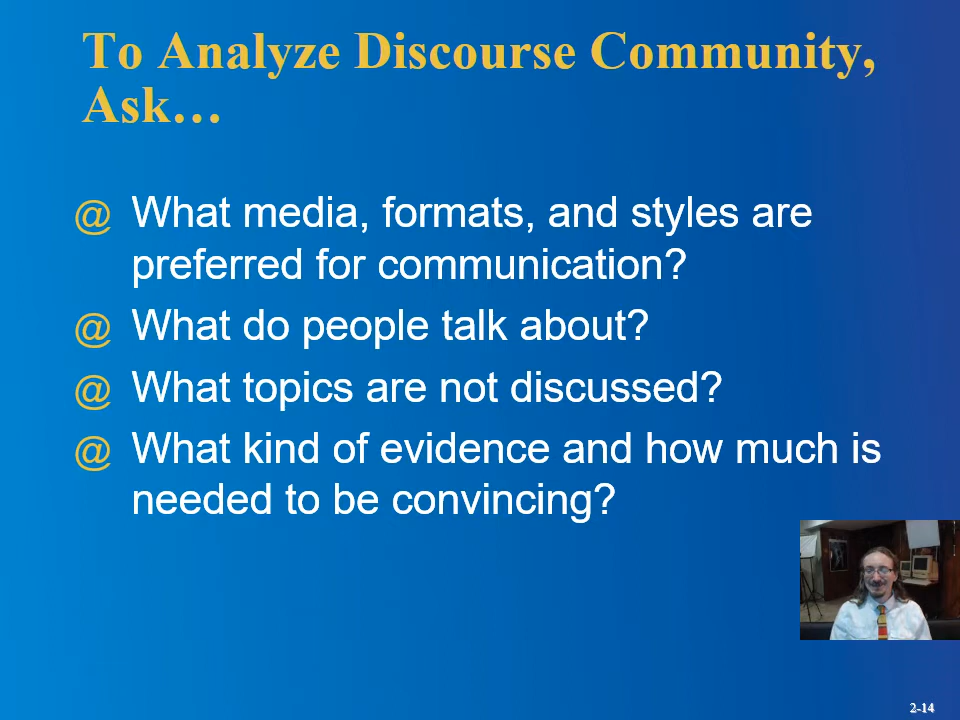 To Analyze Discourse Community,
Ask…
@ What media, formats, and styles are
preferred for communication?
@ What do people talk about?
@ What topics are not discussed?
@ What kind of evidence and how much is
needed to be convincing?
2-14